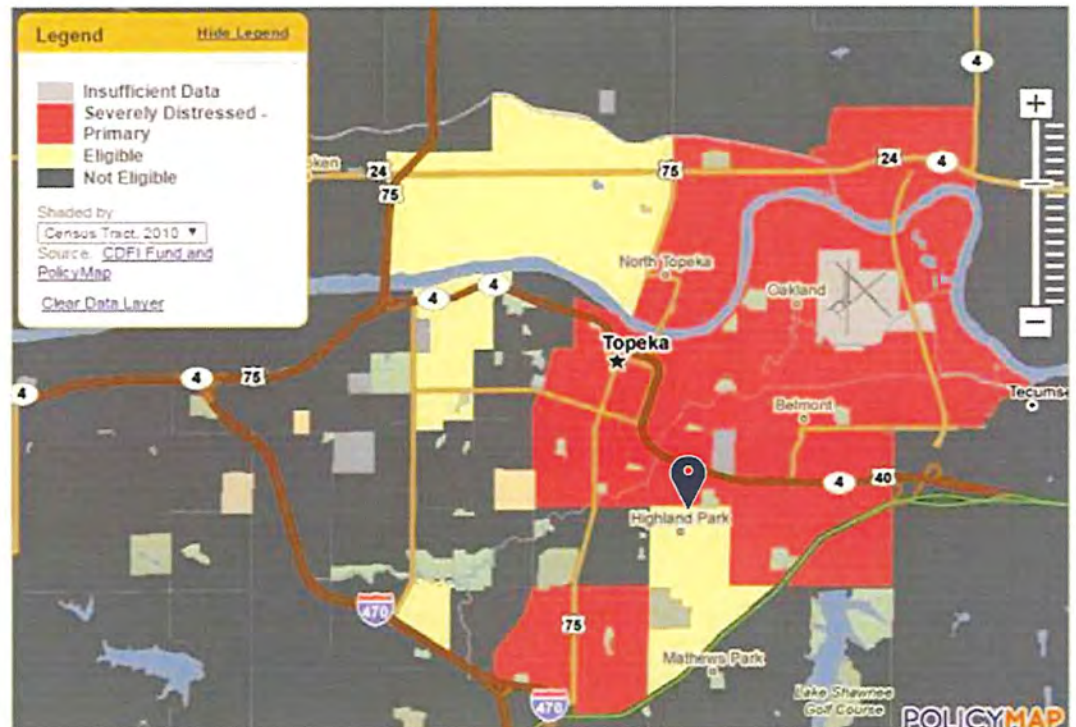 Legend Hide Legend
Insufficient Data
Severely Distressed -
Primary
Eligible
Not Eligible
Shaded by
Census Tract, 2010 ▼
Source: CDFI Fund and
PolicyMap
Clear Data Layer
4
+
24
75
24
4
75
North Topeka
4
4
Oakland
−
Topeka
4
75
4
Tecumse
Belmont
4
40
Highland Park
470
75
Mathews Park
470
Lake Shawnee
Golf Course
POLICYMAP